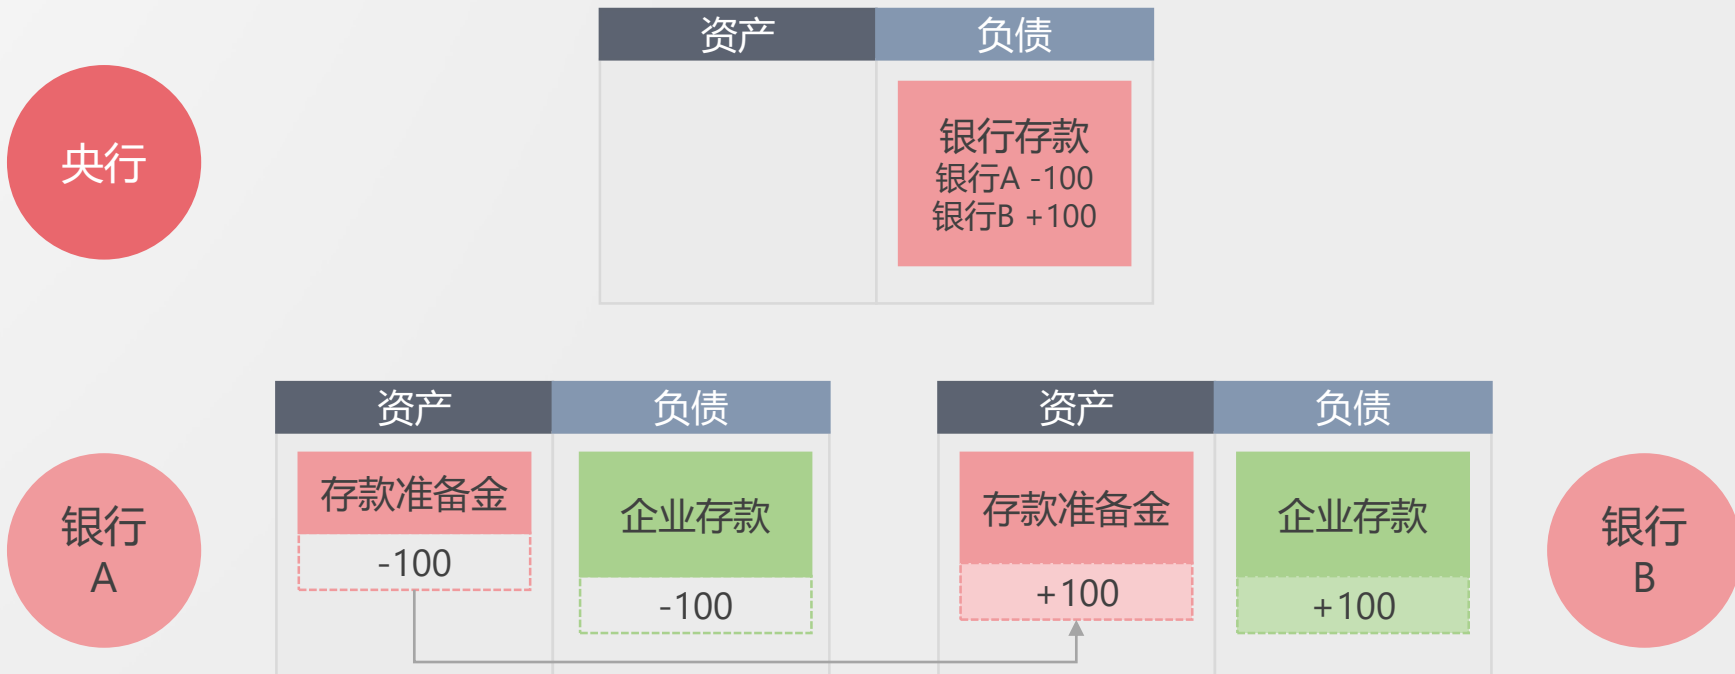 资产
负债
央行
银行存款
银行A -100
银行B +100
资产
负债
资产
负债
银行
A
存款准备金
-100
企业存款
-100
存款准备金
+100
企业存款
+100
银行
B